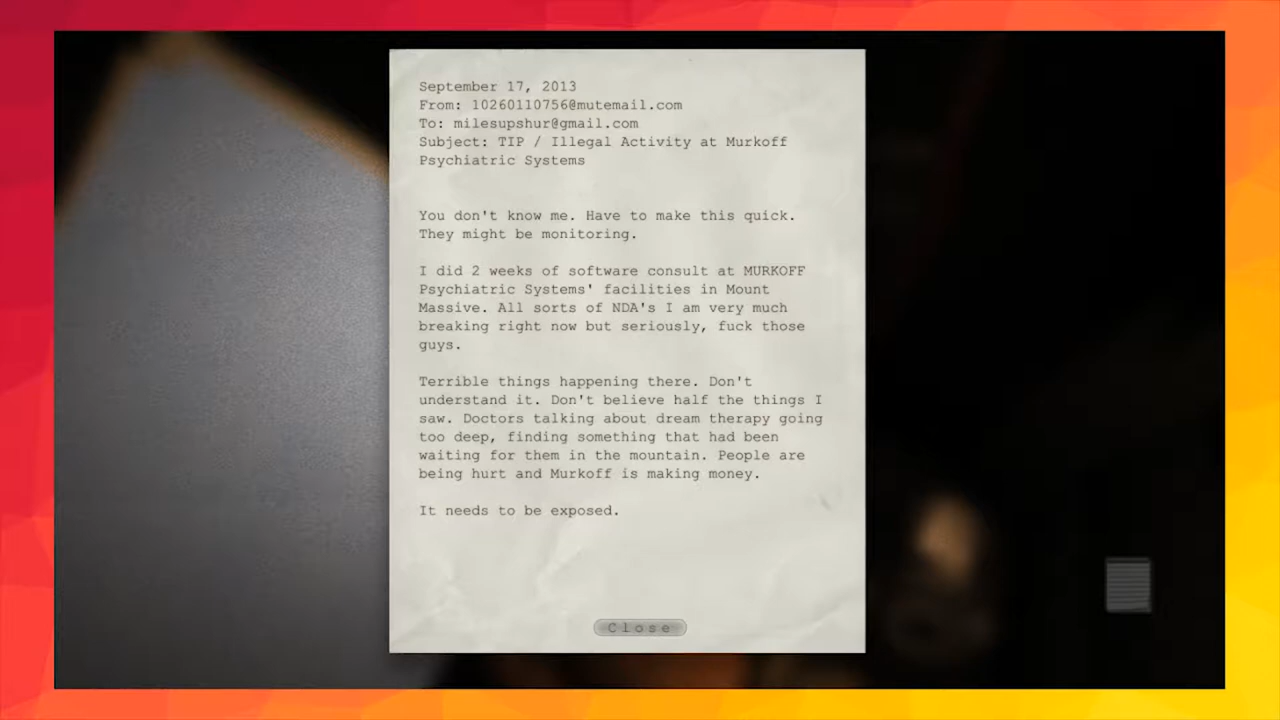 September 17, 2013
From: 10260110756@mutemail.com
To: milesupshur@gmail.com
Subject: TIP / Illegal Activity at Murkoff
Psychiatric Systems
You don't know me. Have to make this quick.
They might be monitoring.
I did 2 weeks of software consult at MURKOFF
Psychiatric Systems' facilities in Mount
Massive. All sorts of NDA's I am very much
breaking right now but seriously, fuck those
guys.
Terrible things happening there. Don't
understand it. Don't believe half the things I
saw. Doctors talking about dream therapy going
too deep, finding something that had been
waiting for them in the mountain. People are
being hurt and Murkoff is making money.
It needs to be exposed.
Close